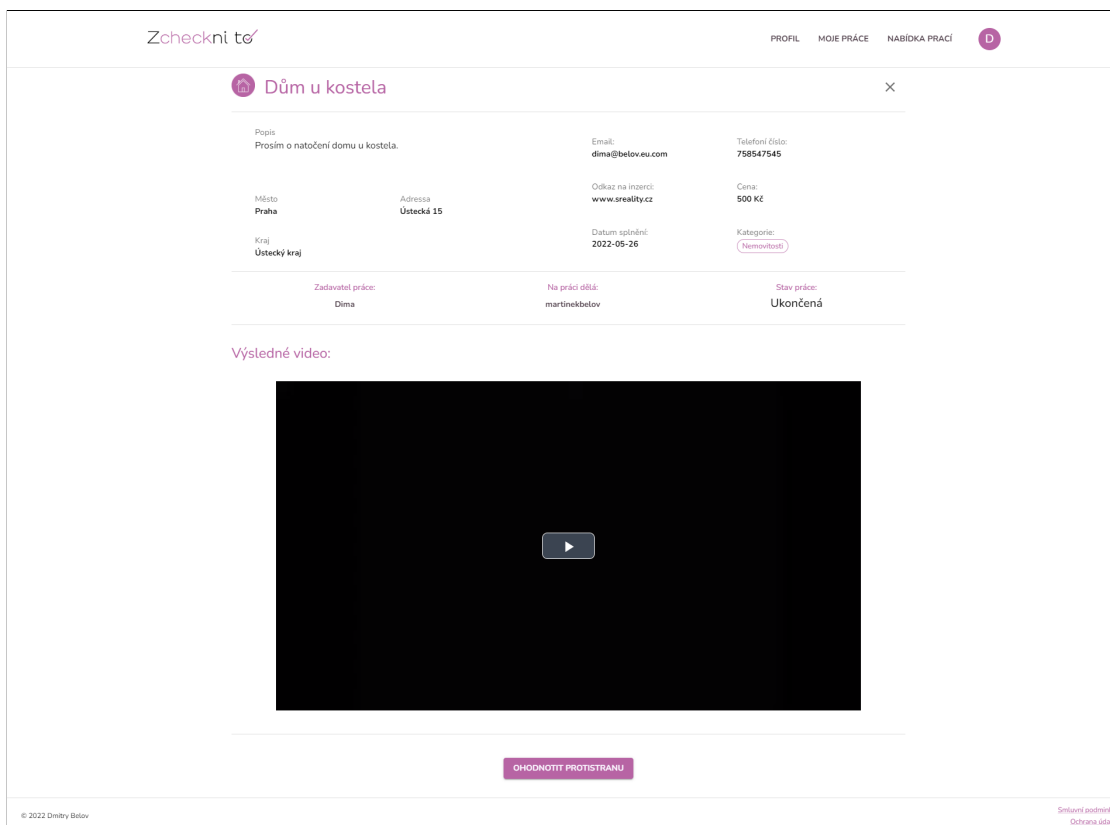 Zcheckni to
PROFIL MOJE PRÁCE NABÍDKA PRACÍ D
Dům u kostela
Popis
Prosím o natočení domu u kostela.
Email: Telefoní číslo:
dima@belov.eu.com 758547545
Odkaz na inzerci: Cena:
www.sreality.cz 500 Kč
Město Adressa
Praha Ústecká 15
Datum splnění: Kategorie:
2022-05-26 Nemovitosti
Kraj
Ústecký kraj
Zadavatel práce: Na práci dělá: Stav práce:
Dima martinekbelov Ukončená
Výsledné video:
OHODNOTIT PROTISTRANU
Smluvní podmínk
© 2022 Dmitry Belov
Ochrana úda